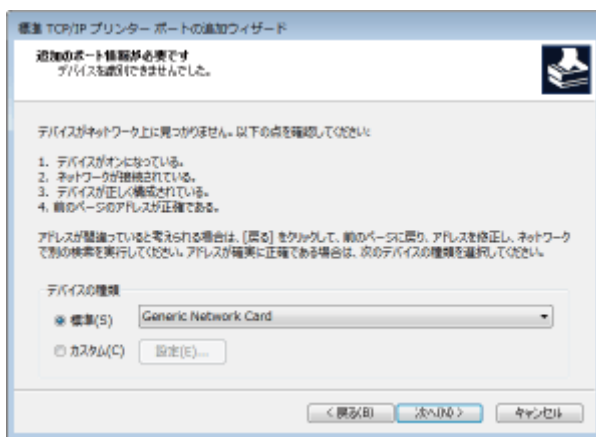 標準 TCP/IP プリンター ポートの追加ウィザード
追加のポート情報が必要です
デバイスを識別できませんでした。
デバイスがネットワーク上に見つかりません。以下の点を確認してください:
1. デバイスがオンになっている。
2. ネットワークが接続されている。
3. デバイスが正しく構成されている。
4. 前のページのアドレスが正確である。
アドレスが間違っていると考えられる場合は、[戻る] をクリックして、前のページに戻り、アドレスを修正し、ネットワーク
で別の検索を実行してください。アドレスが確実に正確である場合は、次のデバイスの種類を選択してください。
デバイスの種類
標準(S) Generic Network Card
カスタム(C) 設定(E)...
< 戻る(B) 次へ(N) > キャンセル